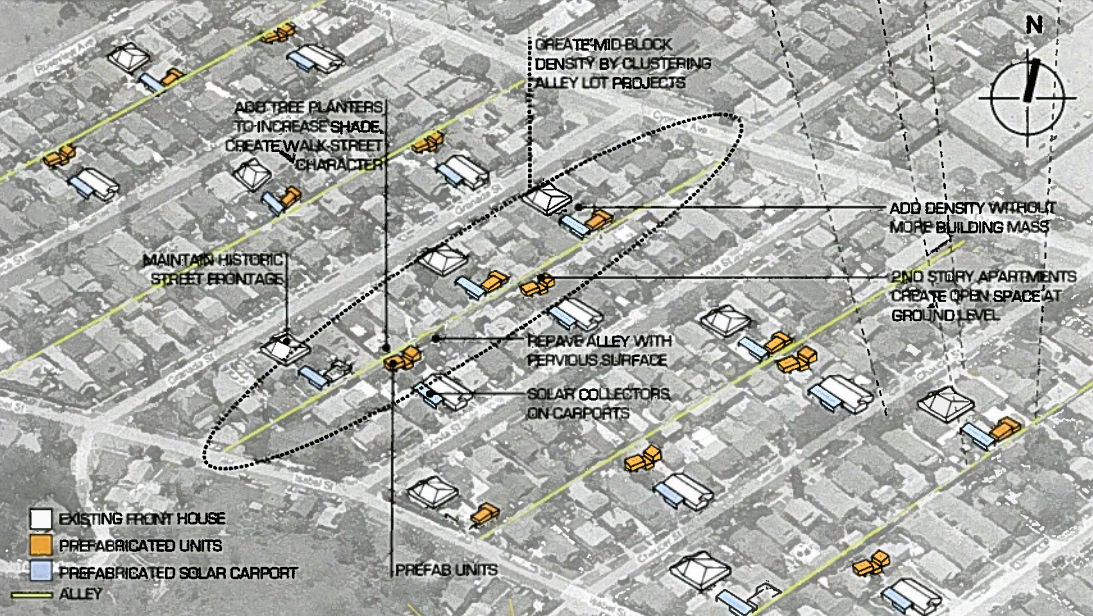 N
CREATE MID-BLOCK
DENSITY BY CLUSTERING
ALLEY LOT PROJECTS
ADD TREE PLANTERS
TO INCREASE SHADE,
CREATE WALK-STREET
CHARACTER
ADD DENSITY WITHOUT
MORE BUILDING MASS
MAINTAIN HISTORIC
STREET FRONTAGE
2ND STORY APARTMENTS
CREATE OPEN SPACE AT
GROUND LEVEL
REPAVE ALLEY WITH
PERVIOUS SURFACE
SOLAR COLLECTORS
ON CARPORTS
Isabel St
EXISTING FRONT HOUSE
PREFABRICATED UNITS
PREFABRICATED SOLAR CARPORT
ALLEY
PREFAB UNITS